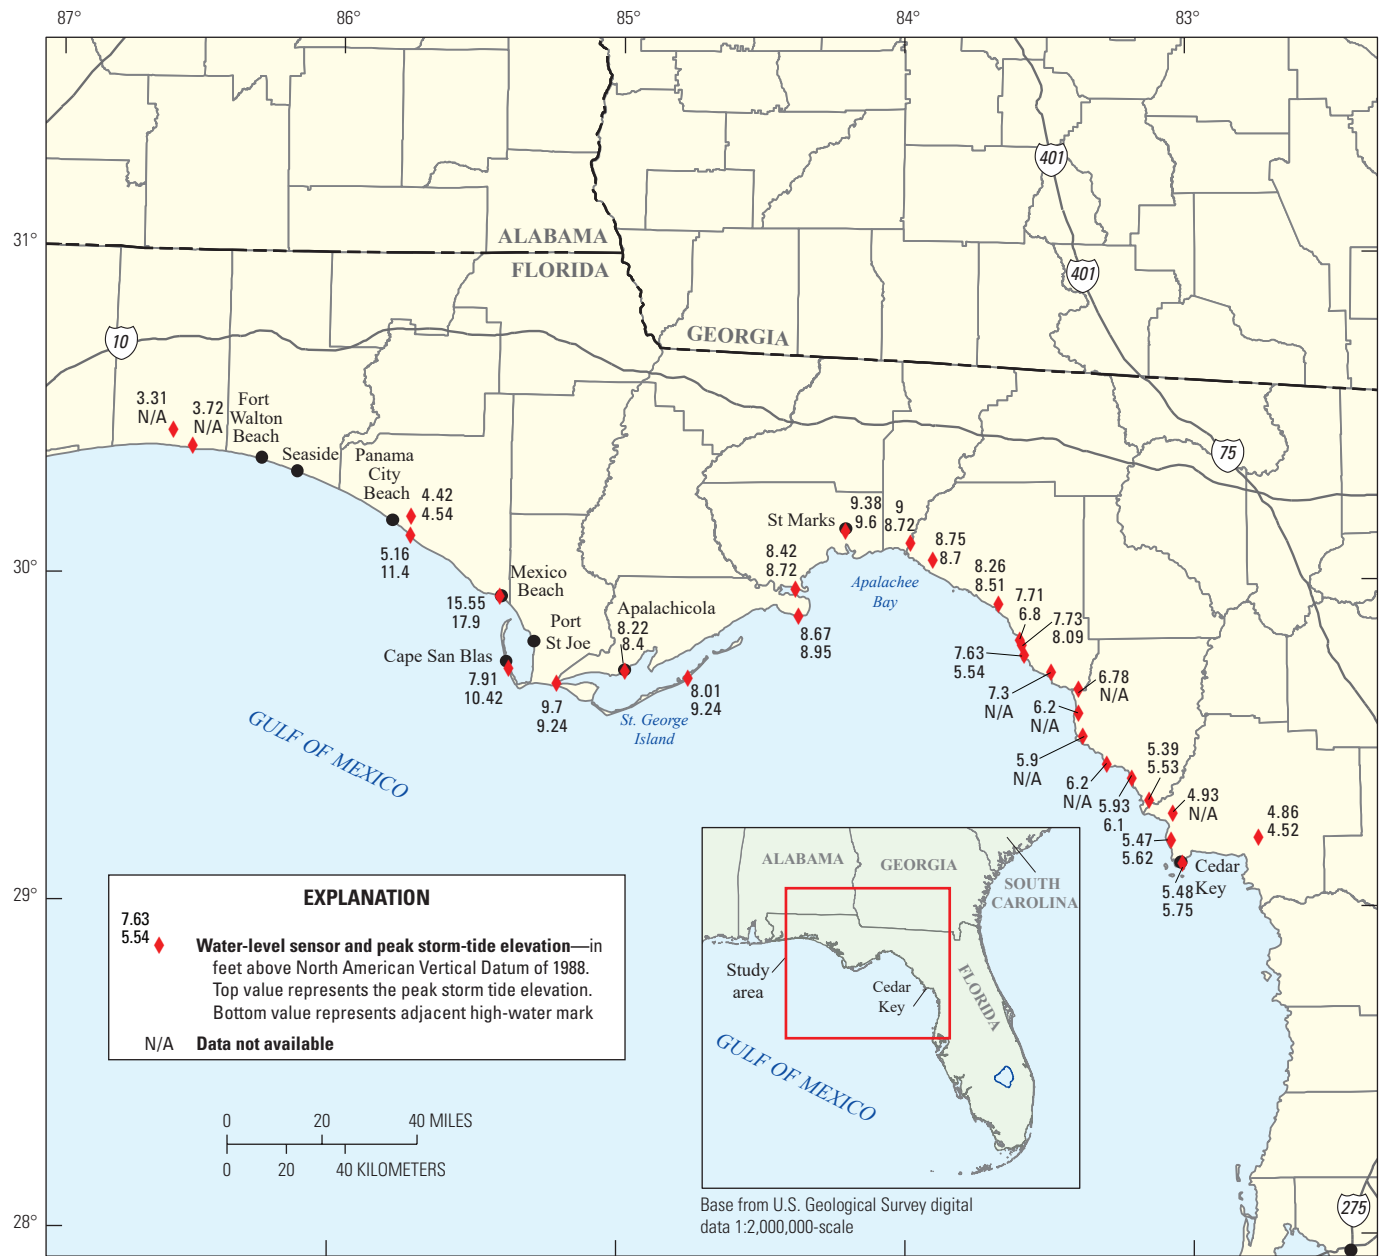 87°
86°
85°
84°
83°
31°
30°
29°
28°
ALABAMA
FLORIDA
GEORGIA
401
401
10
75
275
3.31
N/A
3.72
N/A
Fort
Walton
Beach
Seaside
Panama
City
Beach
4.42
4.54
5.16
11.4
Mexico
Beach
15.55
17.9
Port
St Joe
Cape San Blas
7.91
10.42
9.7
9.24
Apalachicola
8.22
8.4
8.01
9.24
St. George
Island
St Marks
9.38
9.6
8.42
8.72
8.67
8.95
Apalachee
Bay
9
8.72
8.75
8.7
8.26
8.51
7.71
6.8
7.73
8.09
7.63
5.54
7.3
N/A
6.78
N/A
6.2
N/A
5.9
N/A
6.2
N/A
5.93
6.1
5.39
5.53
4.93
N/A
4.86
4.52
5.47
5.62
Cedar
Key
5.48
5.75
GULF OF MEXICO
EXPLANATION
7.63
5.54
Water-level sensor and peak storm-tide elevation—in
feet above North American Vertical Datum of 1988.
Top value represents the peak storm tide elevation.
Bottom value represents adjacent high-water mark
N/A Data not available
0 20 40 MILES
0 20 40 KILOMETERS
ALABAMA
GEORGIA
SOUTH
CAROLINA
FLORIDA
Study
area
Cedar
Key
GULF OF MEXICO
Base from U.S. Geological Survey digital
data 1:2,000,000-scale